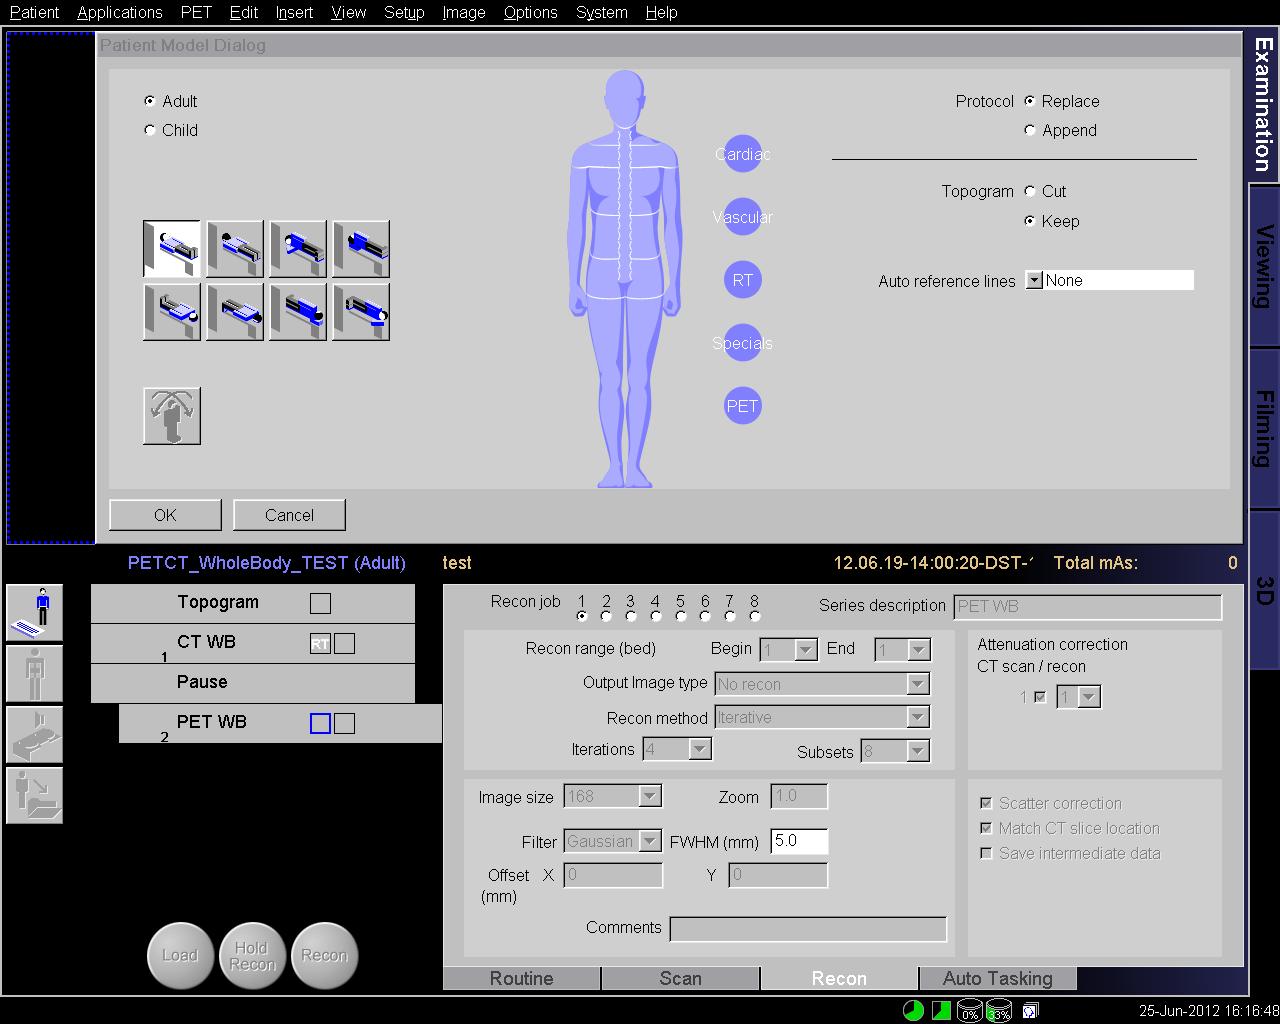 Patient Applications PET Edit Insert View Setup Image Options System Help
Patient Model Dialog
Examination
Viewing
Filming
3D
Adult
Child
Cardiac
Vascular
RT
Specials
PET
Protocol Replace
Append
Topogram Cut
Keep
Auto reference lines None
OK Cancel
PETCT_WholeBody_TEST (Adult) test 12.06.19-14:00:20-DST- Total mAs: 0
Topogram
CT WB RT
1
Pause
PET WB
2
Load
Hold
Recon
Recon
Recon job 1 2 3 4 5 6 7 8
Series description PET WB
Recon range (bed) Begin 1 End 1
Output Image type No recon
Recon method Iterative
Iterations 4 Subsets 8
Attenuation correction
CT scan / recon
1 1
Image size 168 Zoom 1.0
Filter Gaussian FWHM (mm) 5.0
Offset X 0 Y 0
(mm)
Comments
Scatter correction
Match CT slice location
Save intermediate data
Routine Scan Recon Auto Tasking
0% 33% 25-Jun-2012 16:16:48